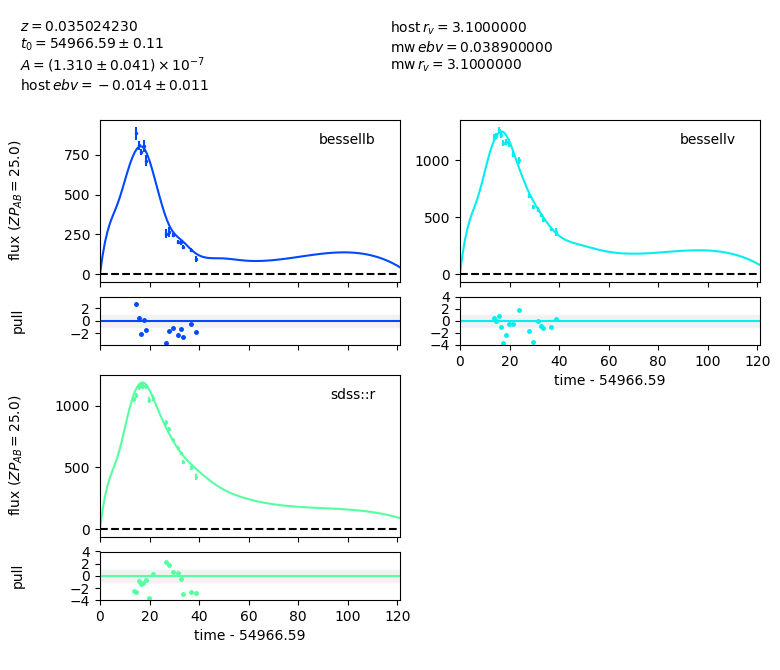 z = 0.035024230
t₀ = 54966.59 ± 0.11
A = (1.310 ± 0.041) × 10⁻⁷
host ebv = −0.014 ± 0.011
host r_v = 3.1000000
mw ebv = 0.038900000
mw r_v = 3.1000000
flux (ZP_AB = 25.0)
750
500
250
0
bessellb
1000
500
0
bessellv
pull
2
0
−2
4
2
0
−2
−4
0 20 40 60 80 100 120
time - 54966.59
flux (ZP_AB = 25.0)
1000
500
0
sdss::r
pull
4
2
0
−2
−4
0 20 40 60 80 100 120
time - 54966.59